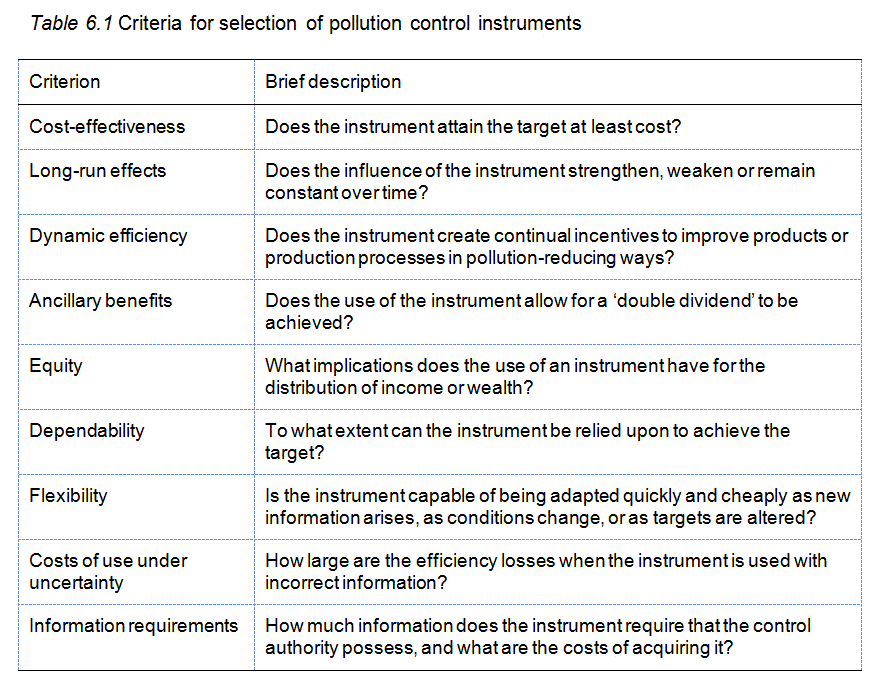 Table 6.1 Criteria for selection of pollution control instruments
Criterion Brief description
Cost-effectiveness Does the instrument attain the target at least cost?
Long-run effects Does the influence of the instrument strengthen, weaken or remain
constant over time?
Dynamic efficiency Does the instrument create continual incentives to improve products or
production processes in pollution-reducing ways?
Ancillary benefits Does the use of the instrument allow for a ‘double dividend’ to be
achieved?
Equity What implications does the use of an instrument have for the
distribution of income or wealth?
Dependability To what extent can the instrument be relied upon to achieve the
target?
Flexibility Is the instrument capable of being adapted quickly and cheaply as new
information arises, as conditions change, or as targets are altered?
Costs of use under How large are the efficiency losses when the instrument is used with
uncertainty incorrect information?
Information requirements How much information does the instrument require that the control
authority possess, and what are the costs of acquiring it?